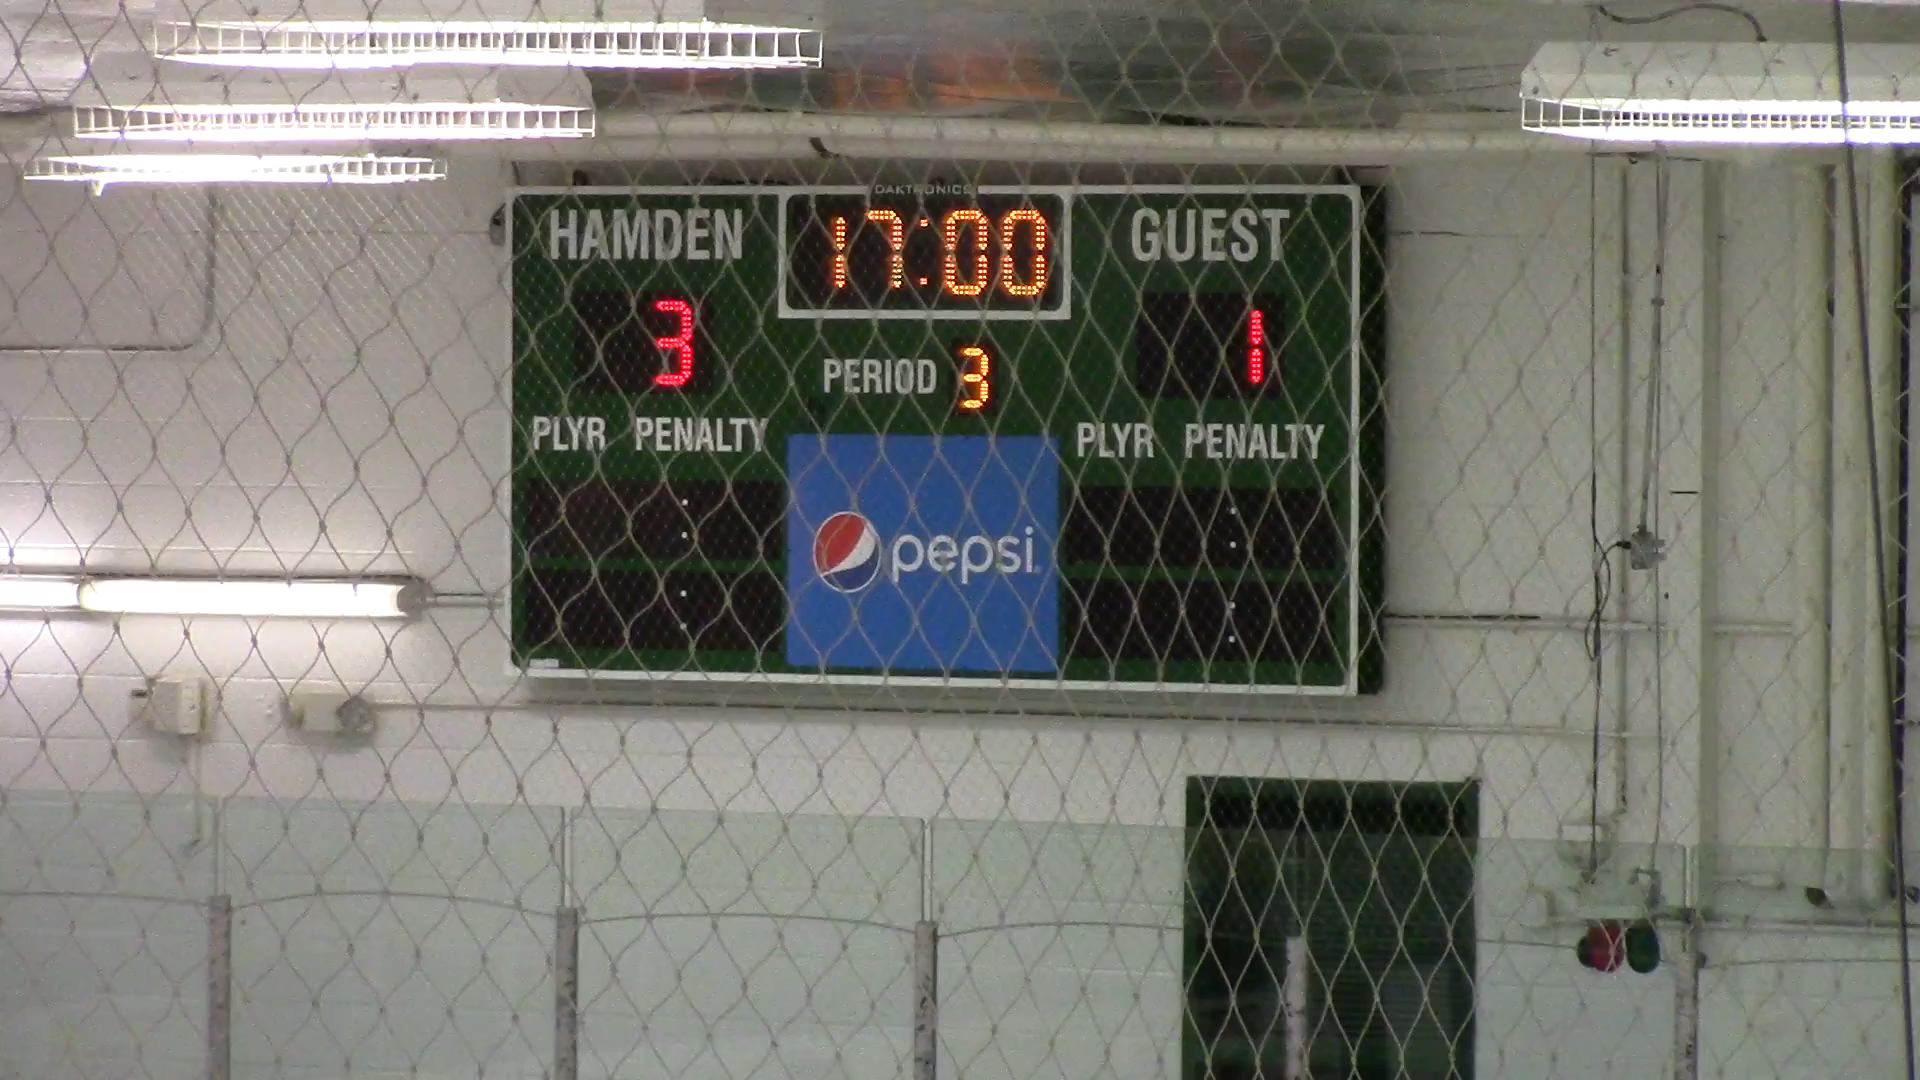 DAKTRONICS
HAMDEN 17:00 GUEST
3 1
PERIOD 3
PLYR PENALTY PLYR PENALTY
pepsi